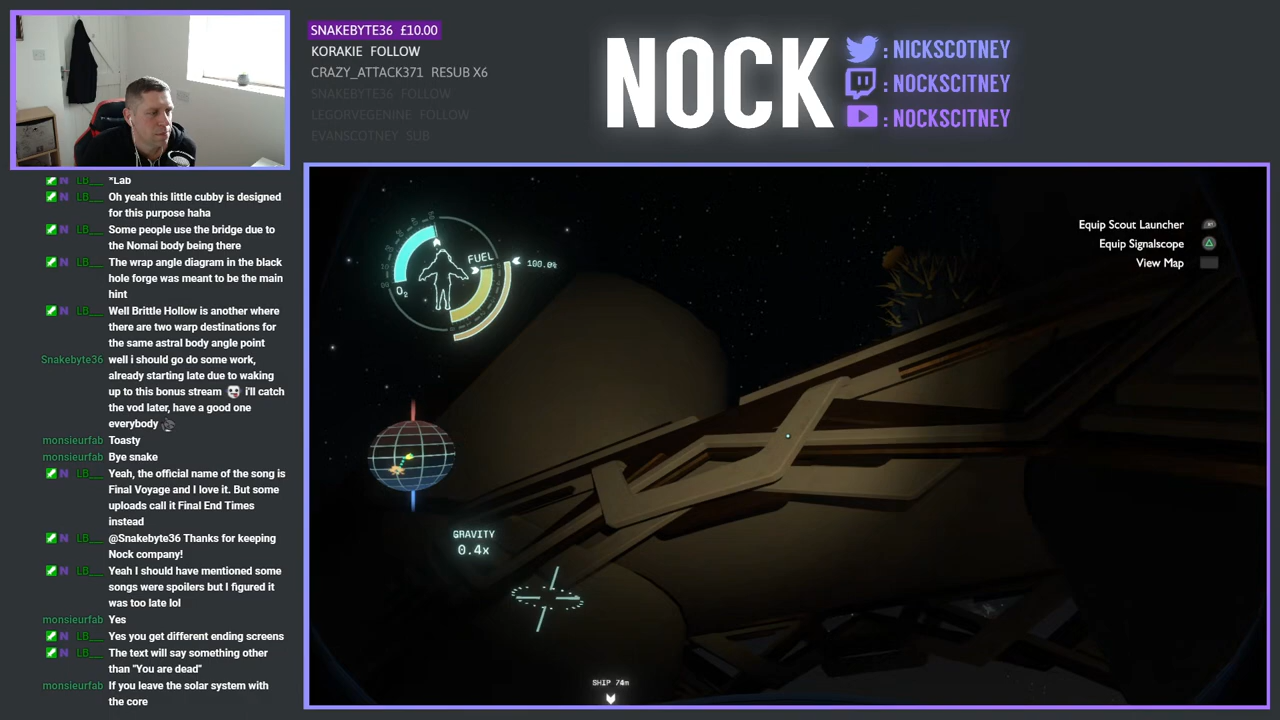 SNAKEBYTE36 £10.00
KORAKIE FOLLOW
CRAZY_ATTACK371 RESUB X6
SNAKEBYTE36 FOLLOW
LEGORVEGENINE FOLLOW
EVANSCOTNEY SUB
NOCK
: NICKSCOTNEY
: NOCKSCITNEY
: NOCKSCITNEY
LB__ *Lab
LB__ Oh yeah this little cubby is designed
for this purpose haha
LB__ Some people use the bridge due to
the Nomai body being there
LB__ The wrap angle diagram in the black
hole forge was meant to be the main
hint
LB__ Well Brittle Hollow is another where
there are two warp destinations for
the same astral body angle point
Snakebyte36 well i should go do some work,
already starting late due to waking
up to this bonus stream i'll catch
the vod later, have a good one
everybody
monsieurfab Toasty
monsieurfab Bye snake
LB__ Yeah, the official name of the song is
Final Voyage and I love it. But some
uploads call it Final End Times
instead
LB__ @Snakebyte36 Thanks for keeping
Nock company!
LB__ Yeah I should have mentioned some
songs were spoilers but I figured it
was too late lol
monsieurfab Yes
LB__ Yes you get different ending screens
LB__ The text will say something other
than "You are dead"
monsieurfab If you leave the solar system with
the core
Equip Scout Launcher
Equip Signalscope
View Map
FUEL
100.0%
O₂
GRAVITY
0.4x
SHIP 74m